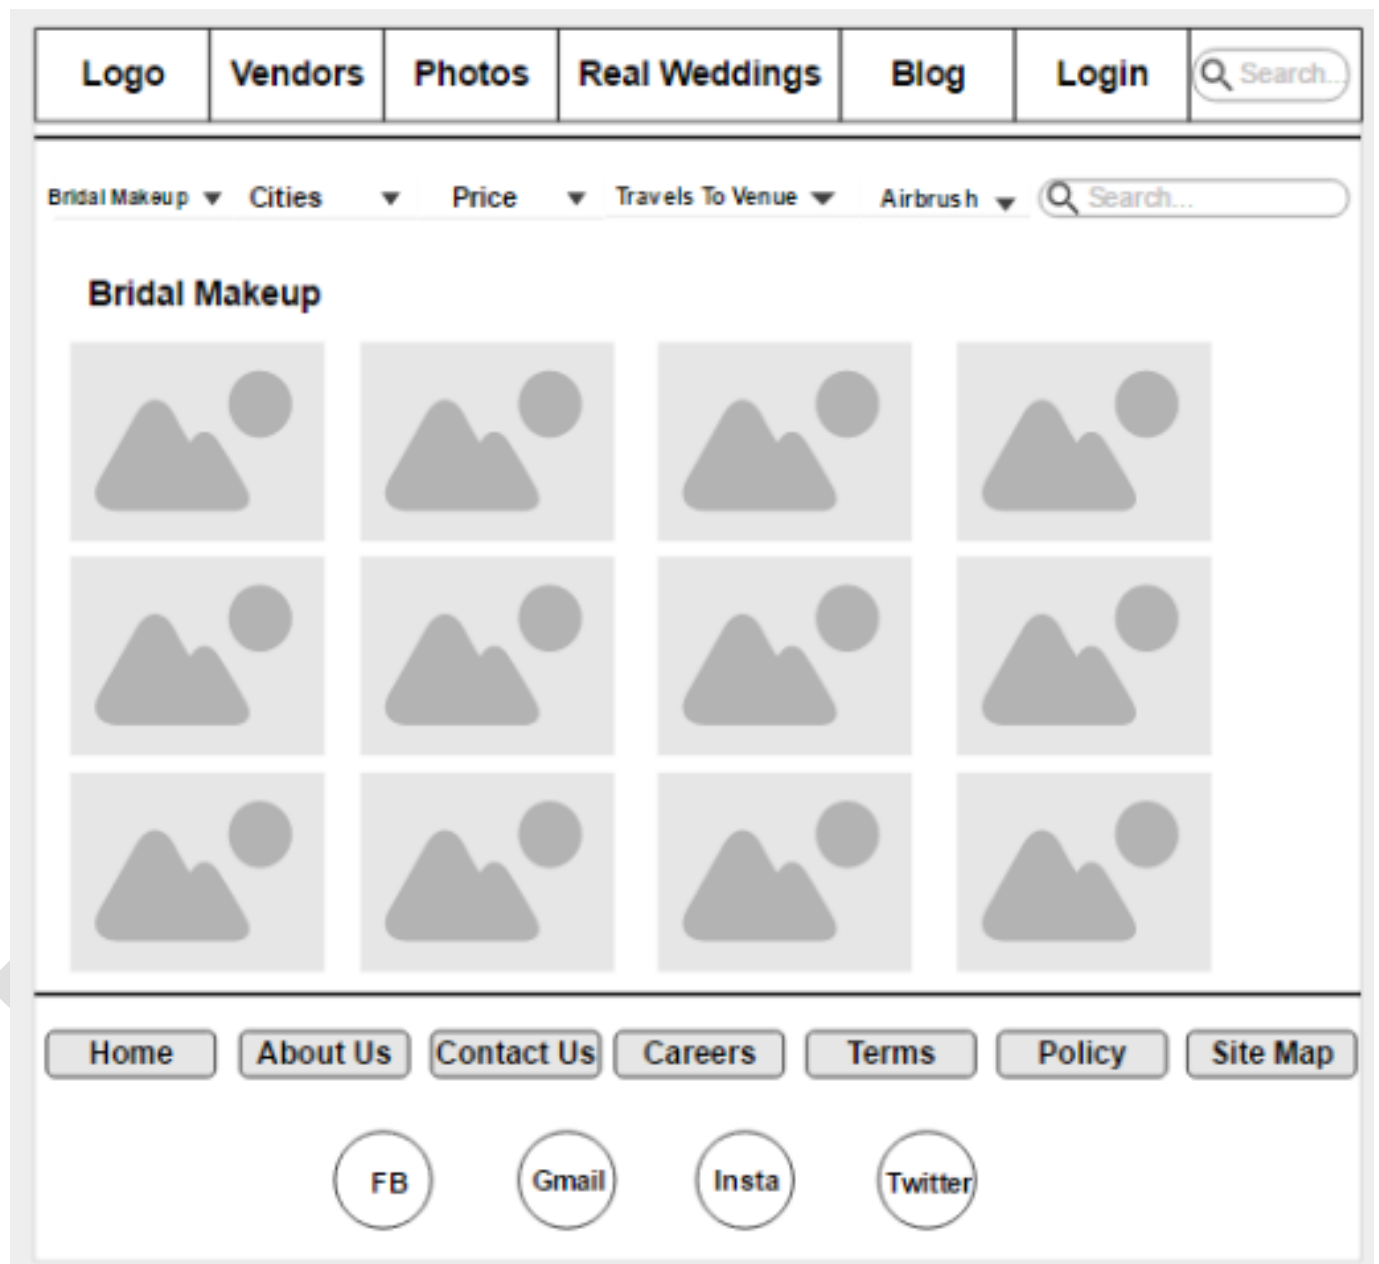 Logo Vendors Photos Real Weddings Blog Login Search...
Bridal Makeup Cities Price Travels To Venue Airbrush Search...
Bridal Makeup
Home About Us Contact Us Careers Terms Policy Site Map
FB Gmail Insta Twitter